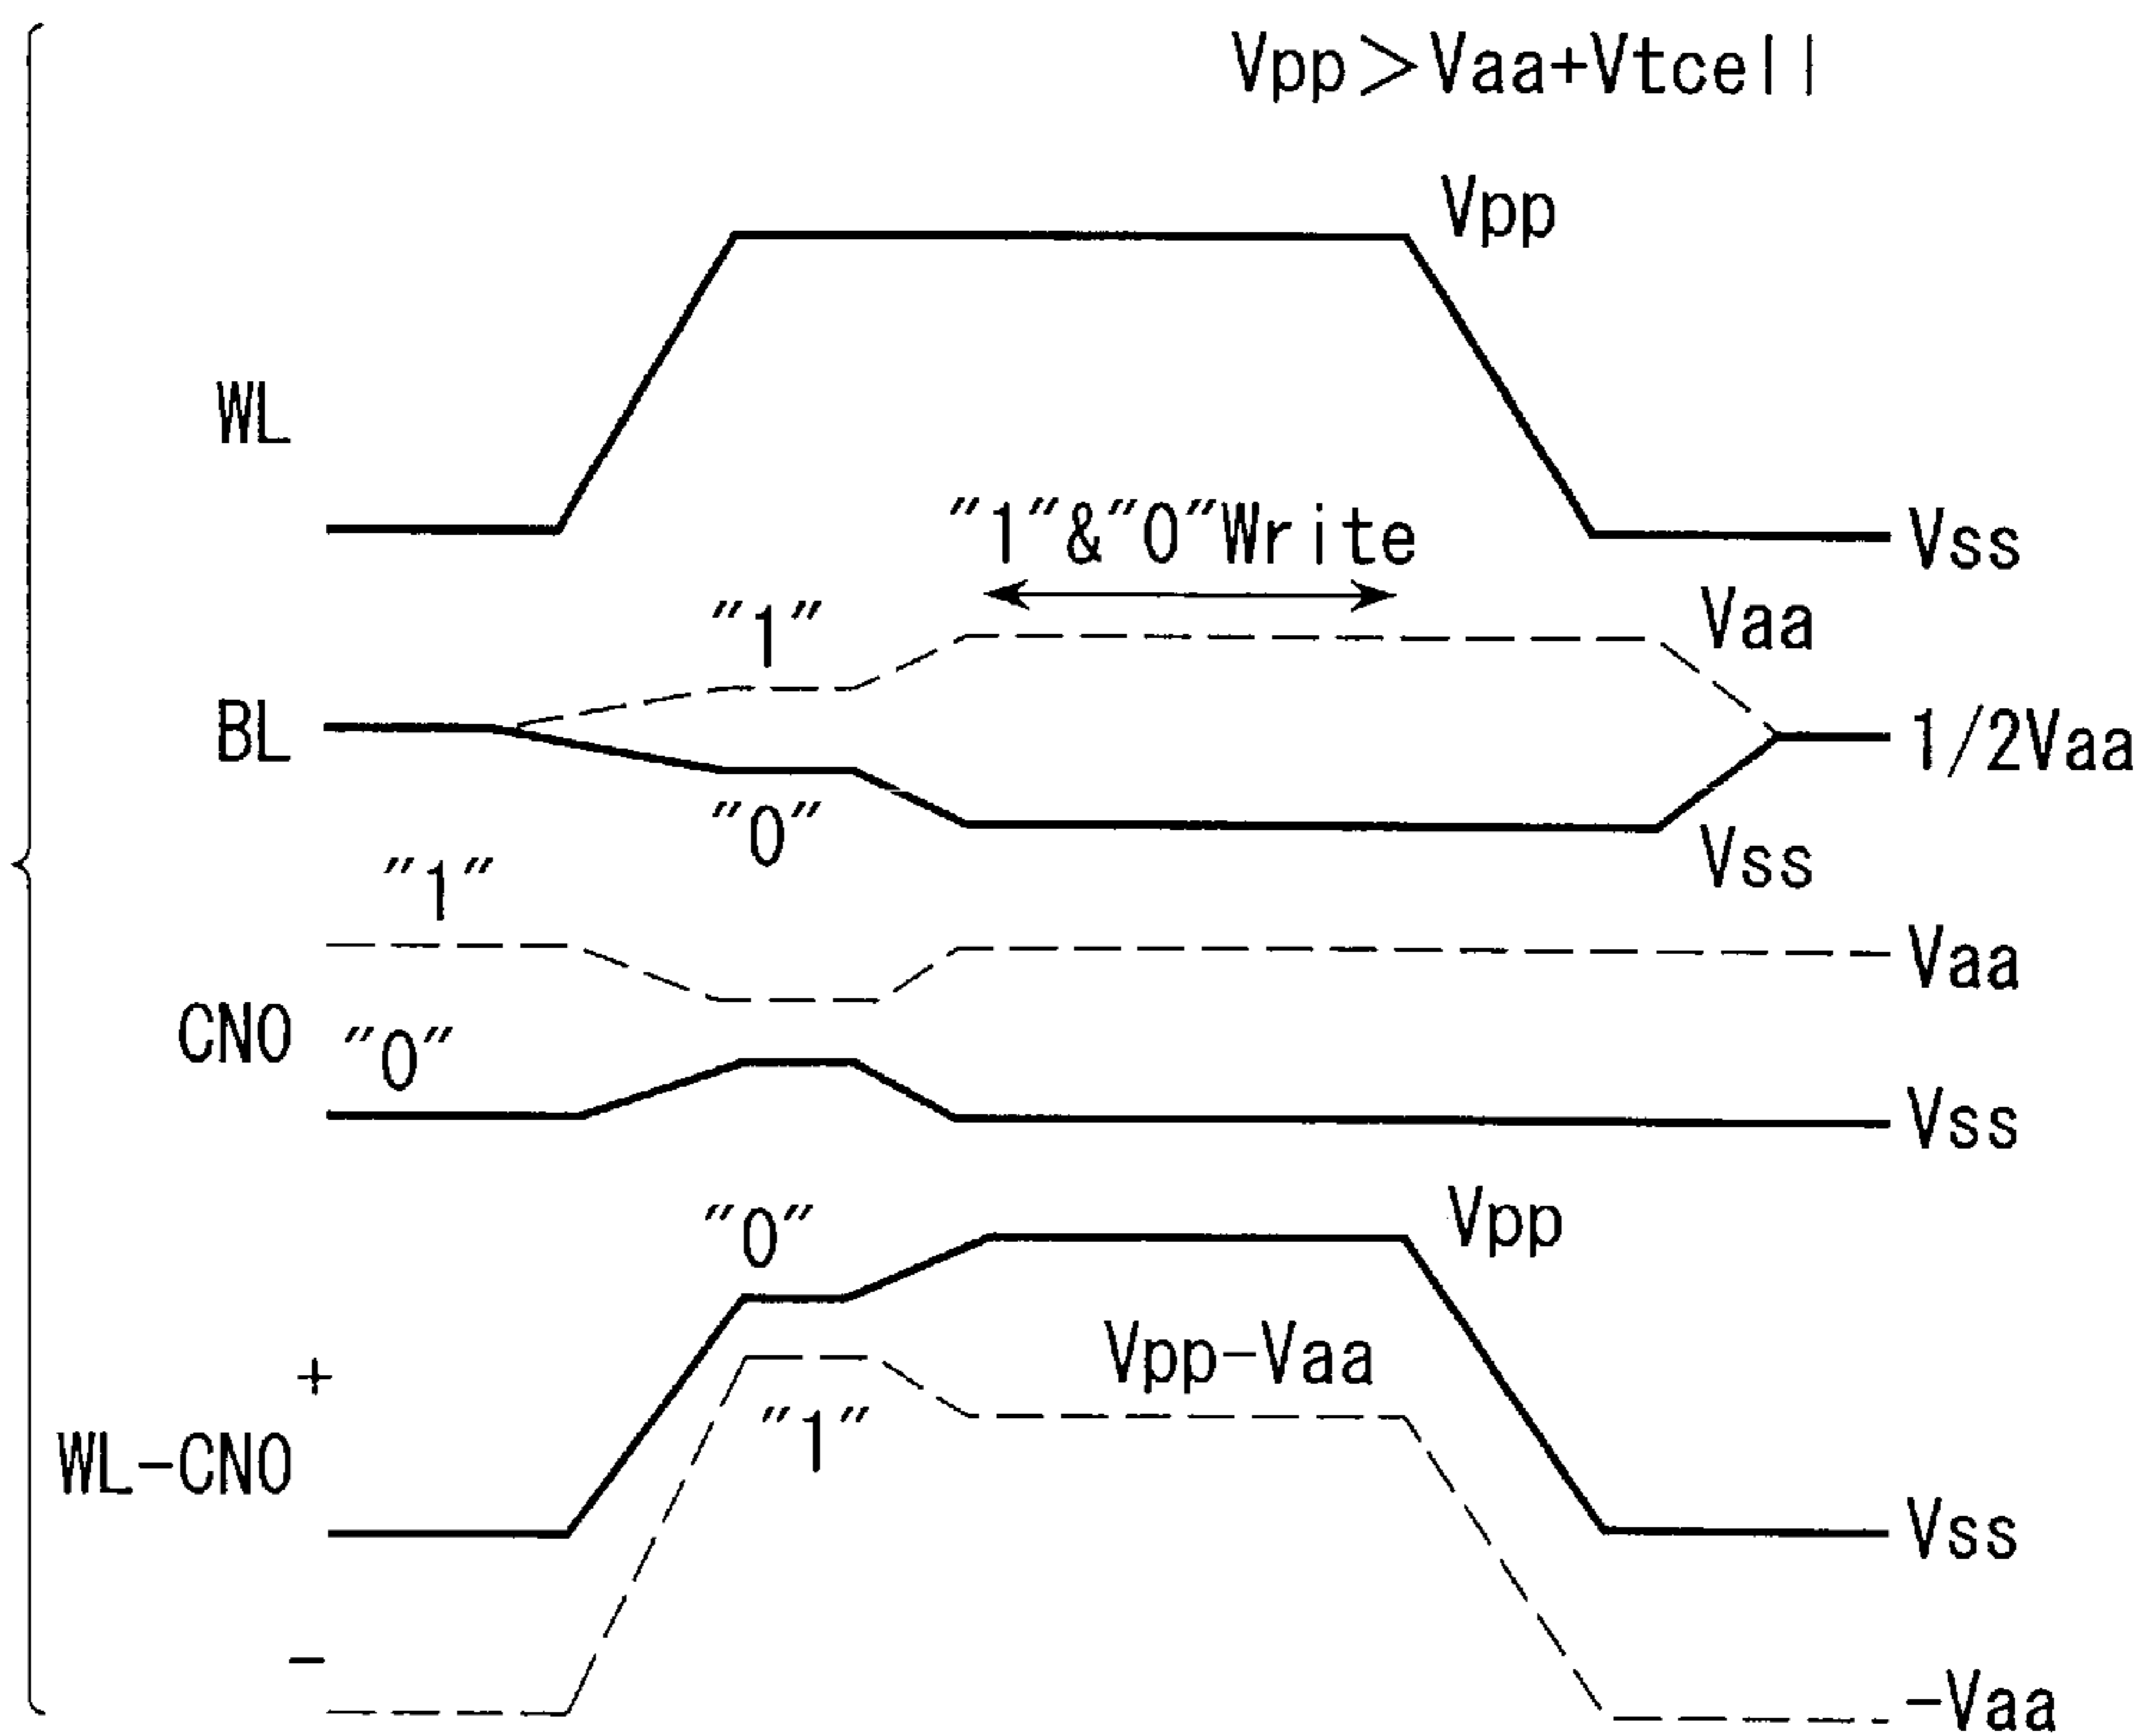 Vpp>Vaa+Vtcell
Vpp
WL
"1"&"0"Write
Vss
"1"
Vaa
BL
1/2Vaa
"0"
Vss
"1"
Vaa
CNO
"0"
Vss
"0"
Vpp
+
Vpp-Vaa
"1"
WL-CNO
Vss
-
-Vaa